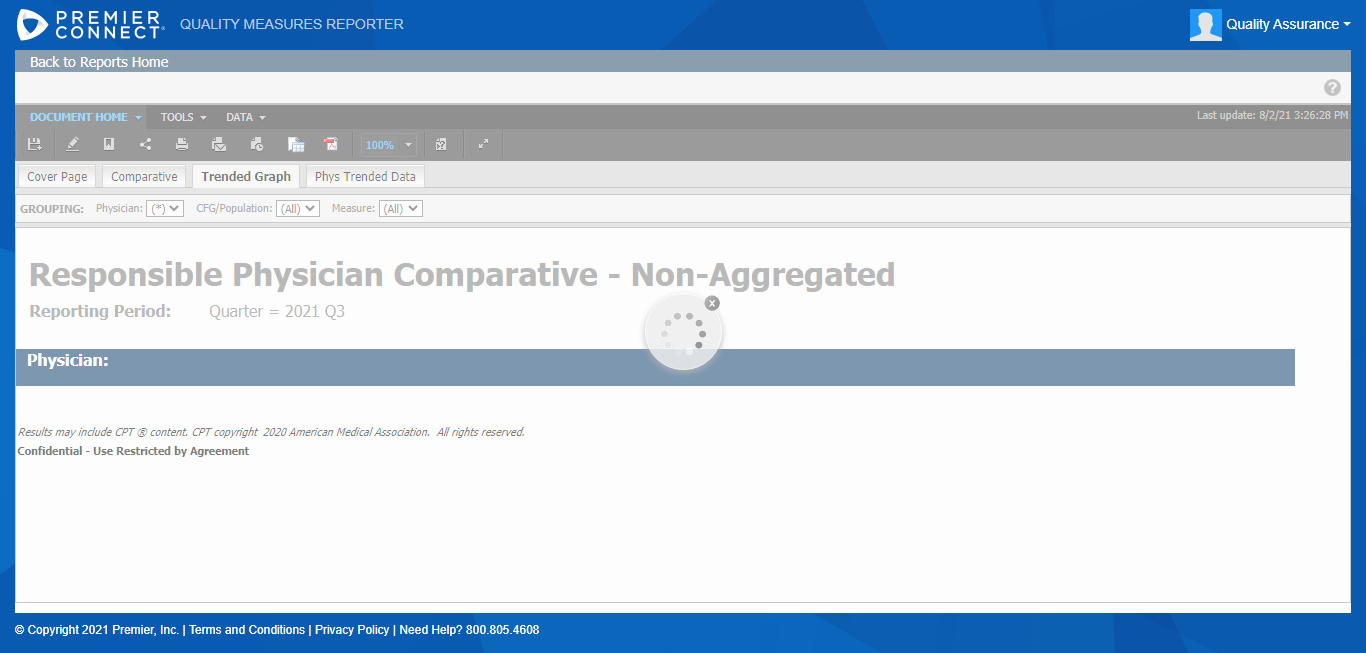 PREMIER CONNECT® QUALITY MEASURES REPORTER Quality Assurance
Back to Reports Home
?
DOCUMENT HOME TOOLS DATA Last update: 8/2/21 3:26:28 PM
100%
Cover Page Comparative Trended Graph Phys Trended Data
GROUPING: Physician: (*) CFG/Population: (All) Measure: (All)
Responsible Physician Comparative - Non-Aggregated
Reporting Period: Quarter = 2021 Q3
x
Physician:
Results may include CPT ® content. CPT copyright 2020 American Medical Association. All rights reserved.
Confidential - Use Restricted by Agreement
© Copyright 2021 Premier, Inc. | Terms and Conditions | Privacy Policy | Need Help? 800.805.4608